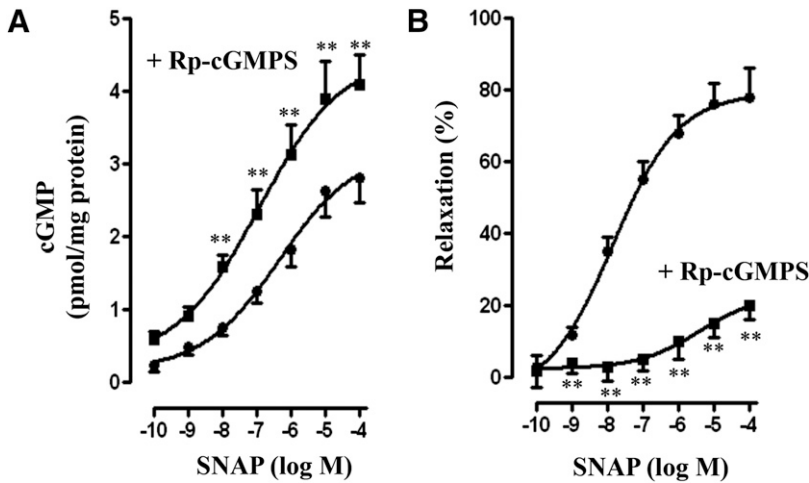 A
5
4
3
2
1
0
cGMP
(pmol/mg protein)
+ Rp-cGMPS
**
**
**
**
**
-10 -9 -8 -7 -6 -5 -4
SNAP (log M)
B
100
80
60
40
20
0
Relaxation (%)
+ Rp-cGMPS
**
**
**
**
**
**
-10 -9 -8 -7 -6 -5 -4
SNAP (log M)